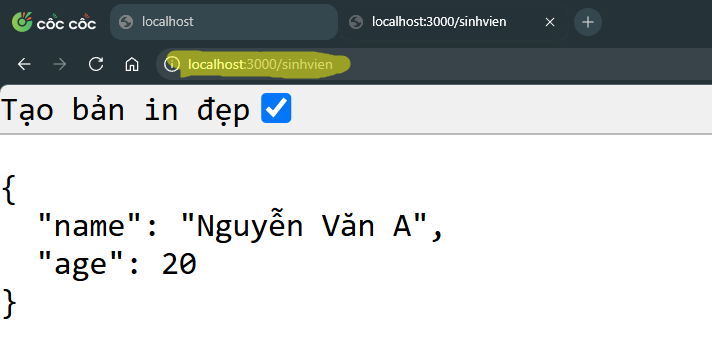 cốc cốc
localhost
localhost:3000/sinhvien
localhost:3000/sinhvien
Tạo bản in đẹp
{
  "name": "Nguyễn Văn A",
  "age": 20
}